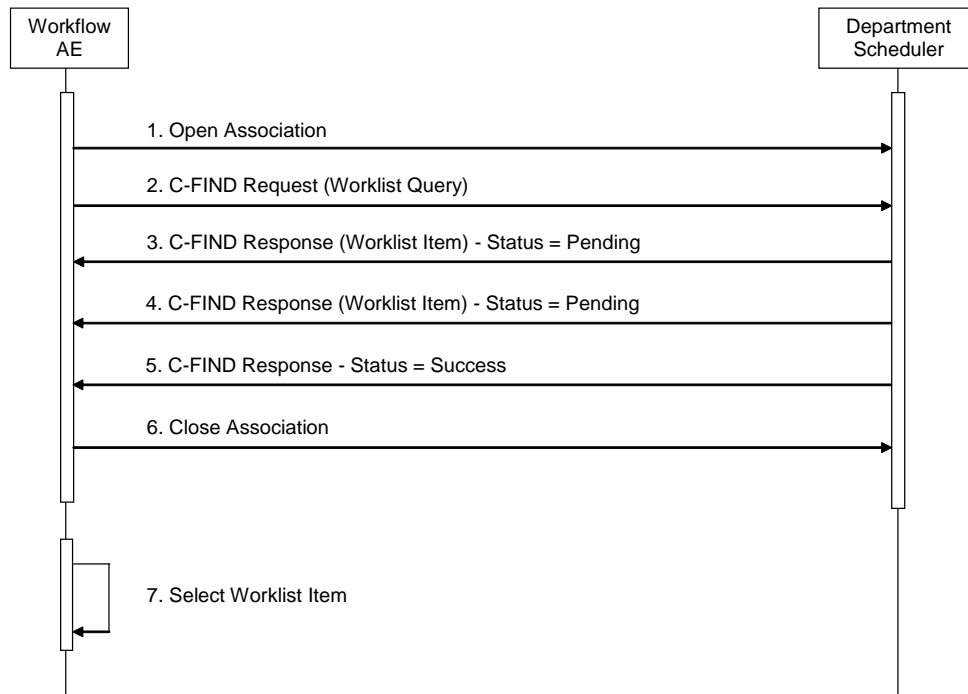 Workflow
AE
Department
Scheduler
1. Open Association
2. C-FIND Request (Worklist Query)
3. C-FIND Response (Worklist Item) - Status = Pending
4. C-FIND Response (Worklist Item) - Status = Pending
5. C-FIND Response - Status = Success
6. Close Association
7. Select Worklist Item